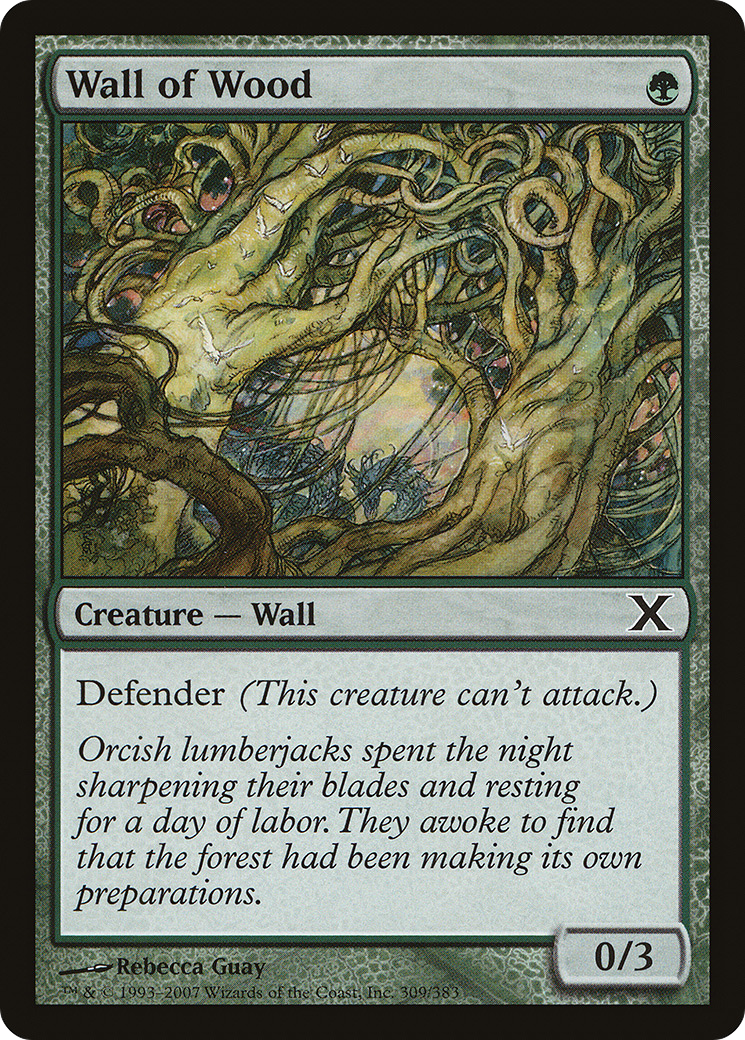 Wall of Wood
Creature — Wall
X
Defender (This creature can't attack.)
Orcish lumberjacks spent the night
sharpening their blades and resting
for a day of labor. They awoke to find
that the forest had been making its own
preparations.
0/3
Rebecca Guay
™ & © 1993–2007 Wizards of the Coast, Inc. 309/383